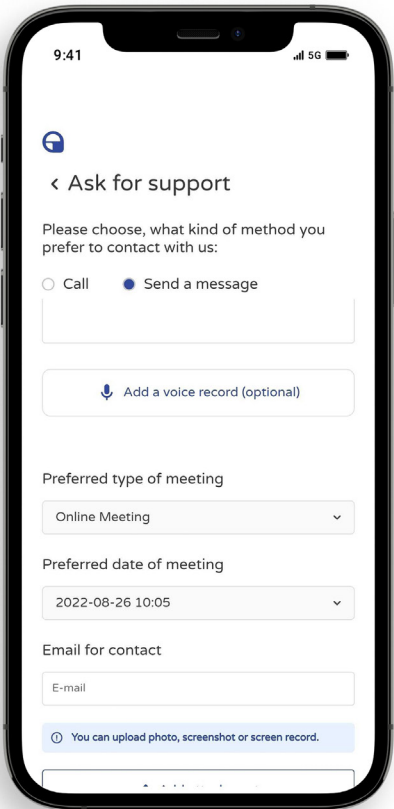 9:41
5G
Ask for support
Please choose, what kind of method you
prefer to contact with us:
Call
Send a message
Add a voice record (optional)
Preferred type of meeting
Online Meeting
Preferred date of meeting
2022-08-26 10:05
Email for contact
E-mail
You can upload photo, screenshot or screen record.